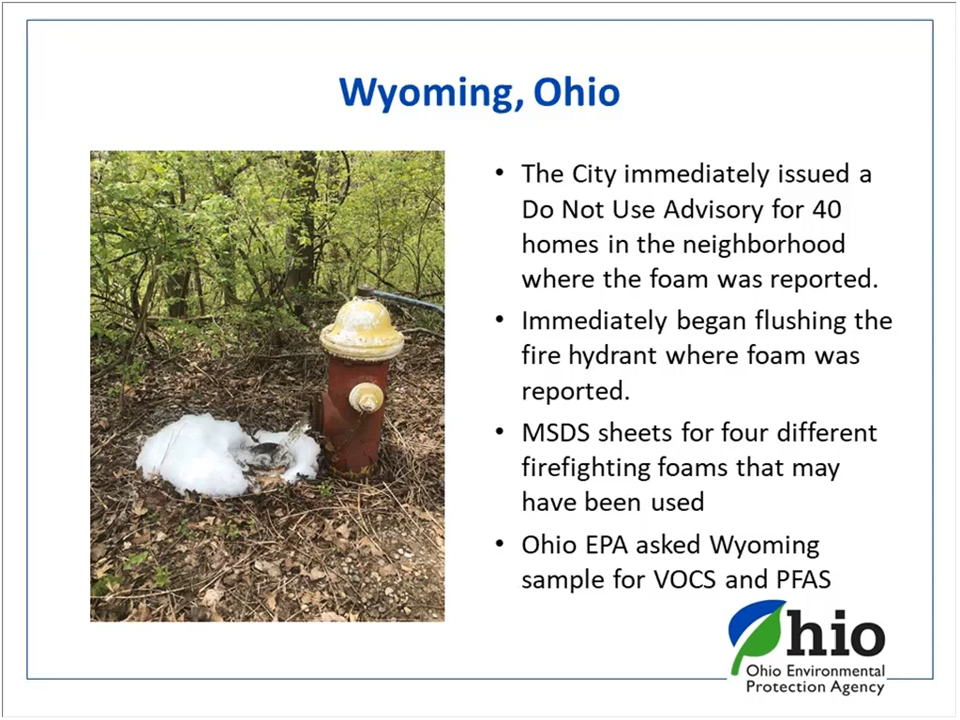 Wyoming, Ohio
• The City immediately issued a
Do Not Use Advisory for 40
homes in the neighborhood
where the foam was reported.
• Immediately began flushing the
fire hydrant where foam was
reported.
• MSDS sheets for four different
firefighting foams that may
have been used
• Ohio EPA asked Wyoming
sample for VOCS and PFAS
Ohio
Ohio Environmental
Protection Agency